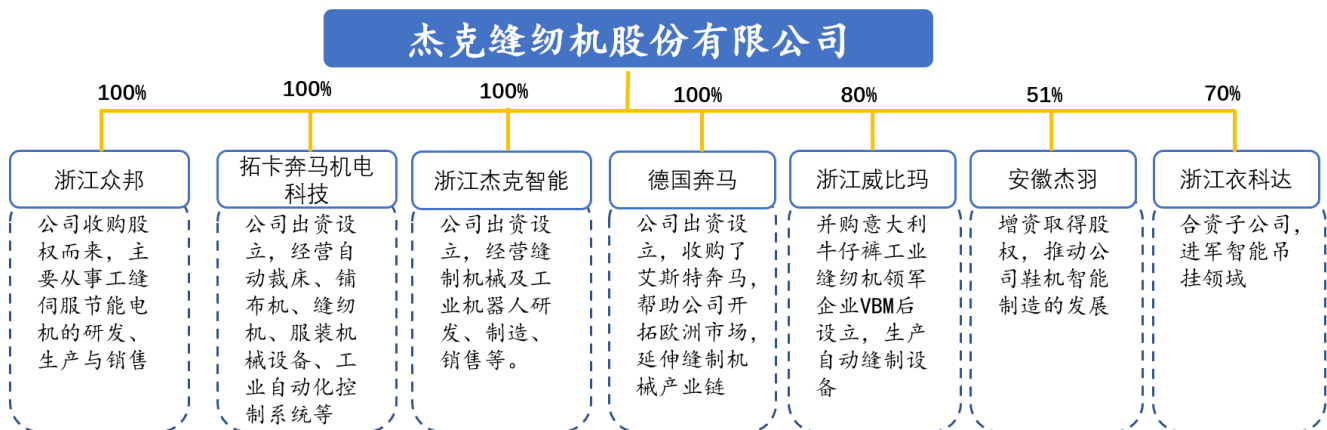 杰克缝纫机股份有限公司
100%
100%
100%
100%
80%
51%
70%
浙江众邦
公司收购股
权而来，主
要从事工缝
伺服节能电
机的研发、
生产与销售
拓卡奔马机电
科技
公司出资设
立，经营自
动裁床、铺
布机、缝纫
机、服装机
械设备、工
业自动化控
制系统等
浙江杰克智能
公司出资设
立，经营缝
制机械及工
业机器人研
发、制造、
销售等。
德国奔马
公司出资设
立，收购了
艾斯特奔马，
帮助公司开
拓欧洲市场，
延伸缝制机
械产业链
浙江威比玛
并购意大利
牛仔裤工业
缝纫机领军
企业VBM后
设立，生产
自动缝制设
备
安徽杰羽
增资取得股
权，推动公
司鞋机智能
制造的发展
浙江衣科达
合资子公司，
进军智能吊
挂领域